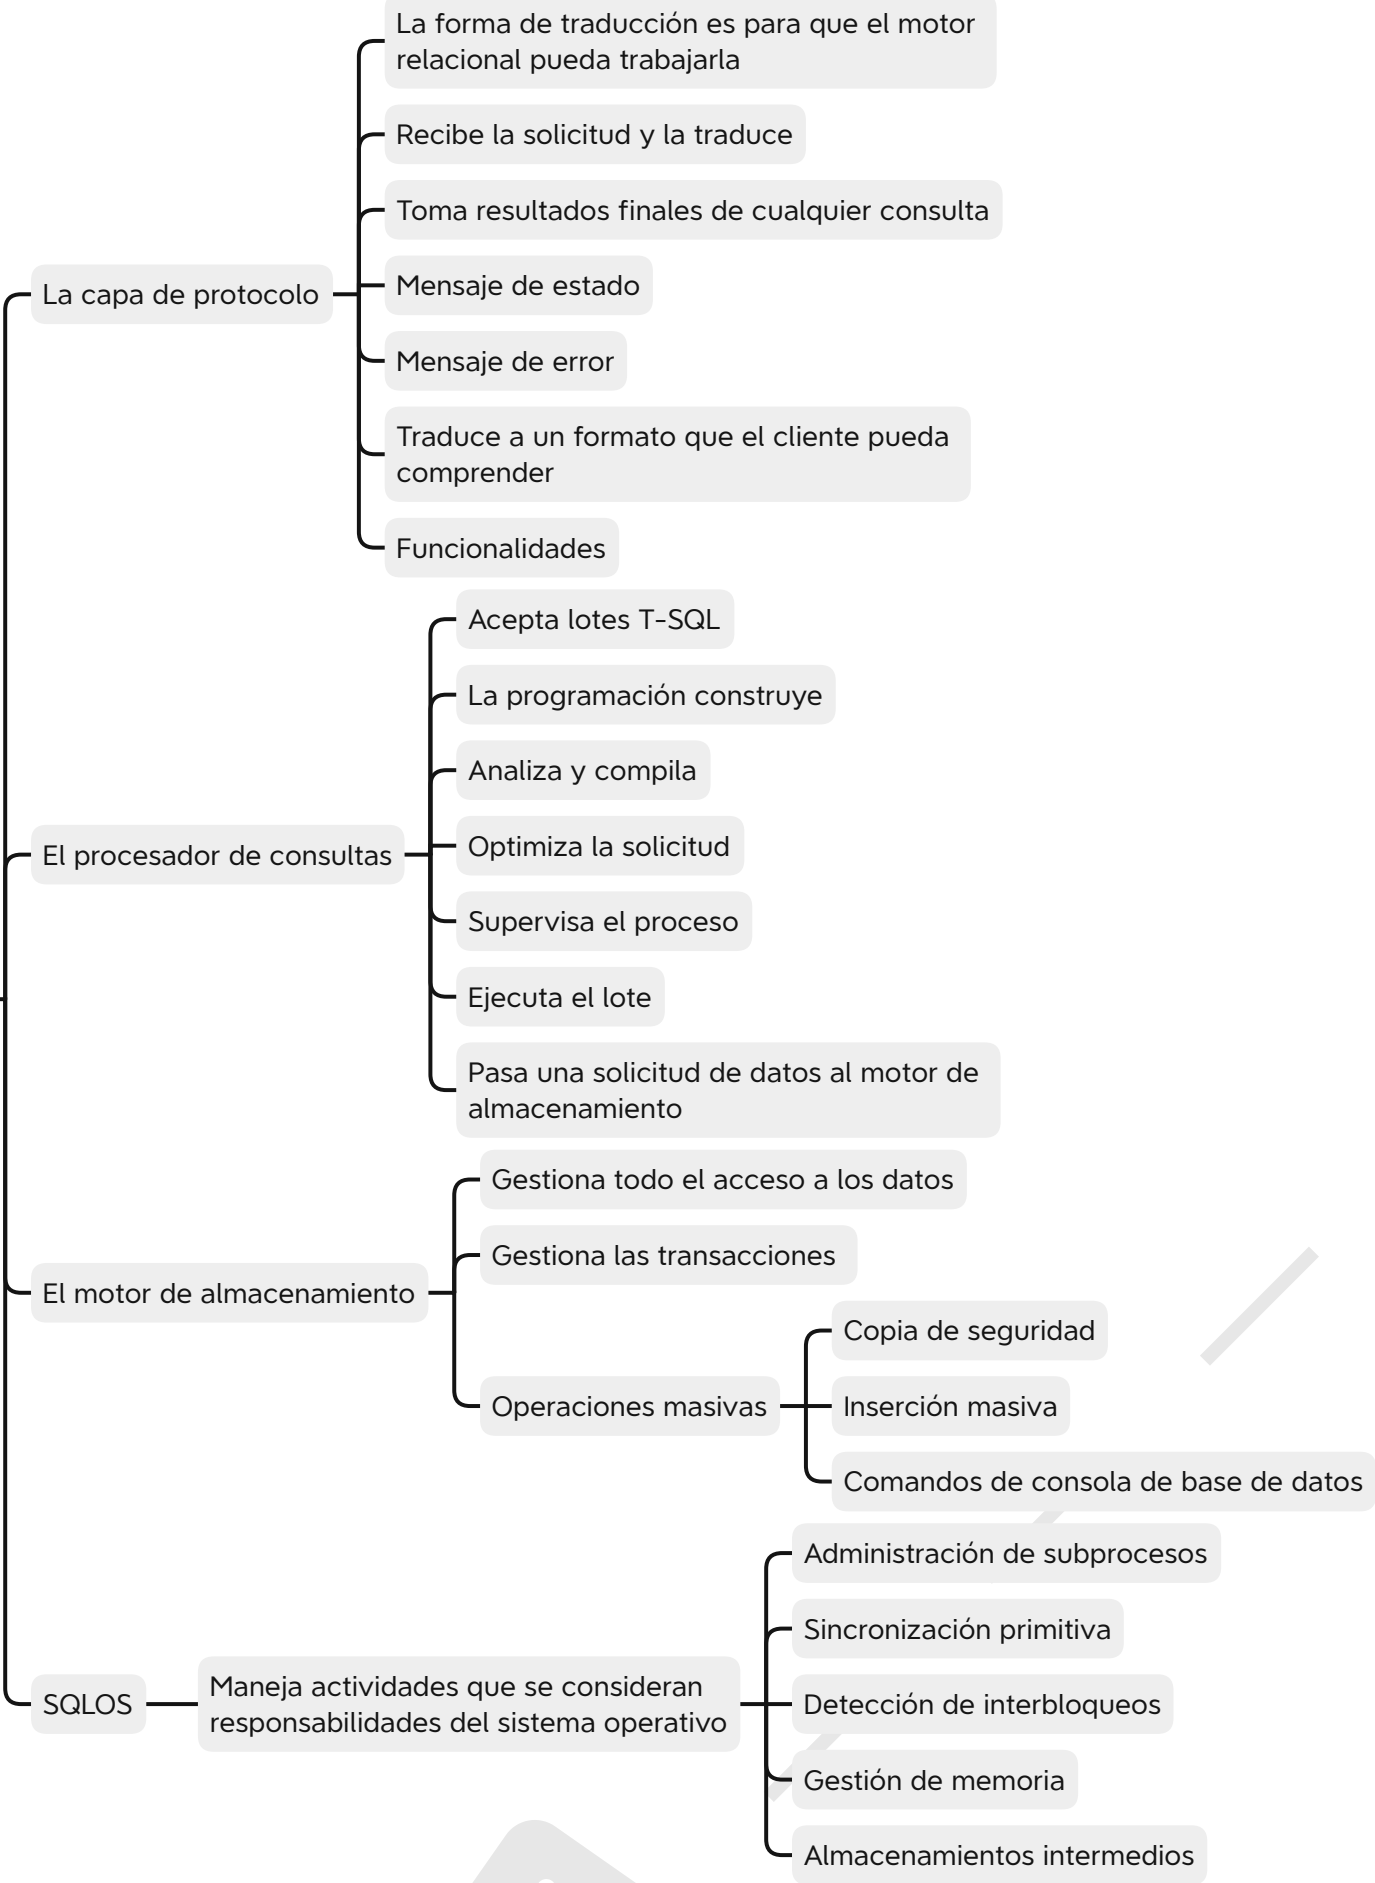 La forma de traducción es para que el motor
relacional pueda trabajarla
Recibe la solicitud y la traduce
Toma resultados finales de cualquier consulta
La capa de protocolo
Mensaje de estado
Mensaje de error
Traduce a un formato que el cliente pueda
comprender
Funcionalidades
Acepta lotes T-SQL
La programación construye
Analiza y compila
El procesador de consultas
Optimiza la solicitud
Supervisa el proceso
Ejecuta el lote
Pasa una solicitud de datos al motor de
almacenamiento
Gestiona todo el acceso a los datos
Gestiona las transacciones
El motor de almacenamiento
Operaciones masivas
Copia de seguridad
Inserción masiva
Comandos de consola de base de datos
SQLOS
Maneja actividades que se consideran
responsabilidades del sistema operativo
Administración de subprocesos
Sincronización primitiva
Detección de interbloqueos
Gestión de memoria
Almacenamientos intermedios